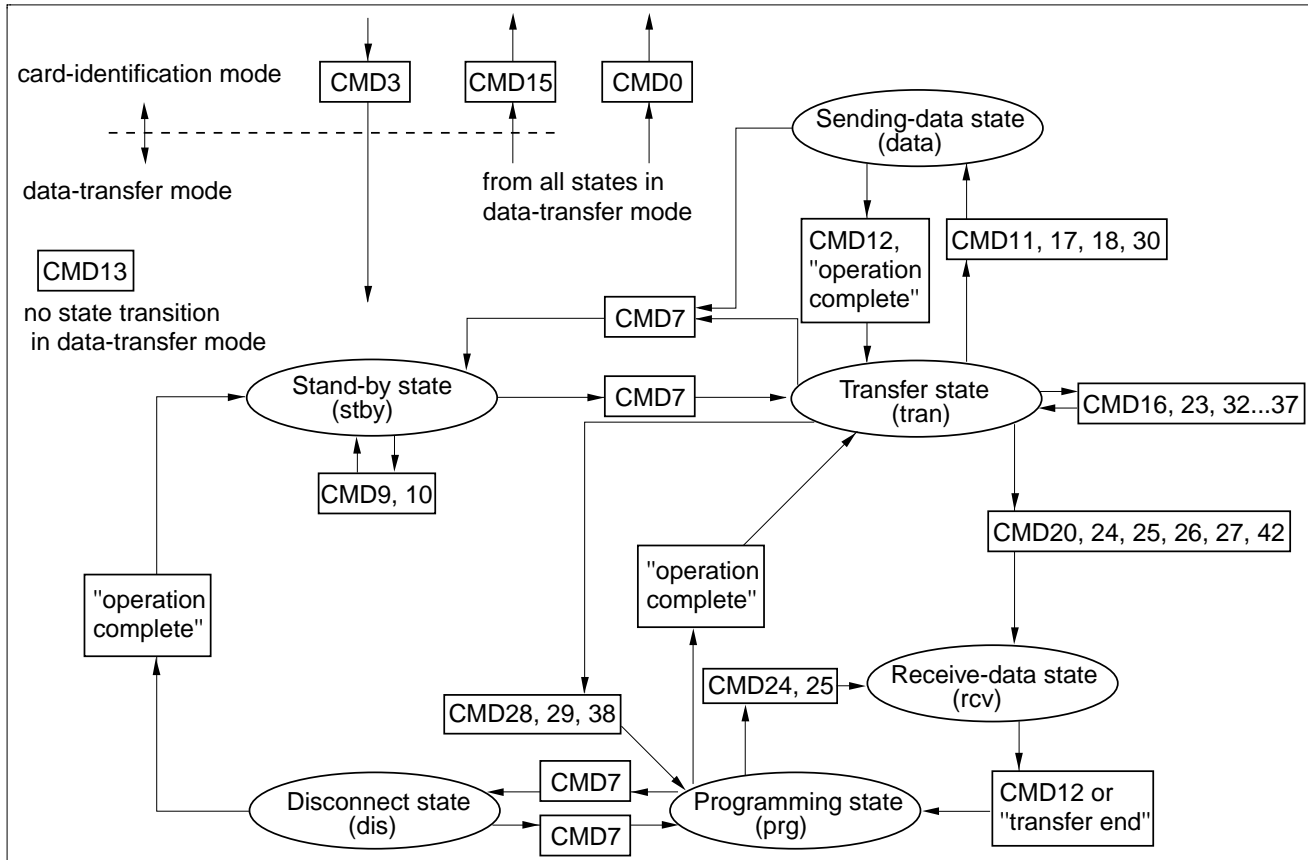 card-identification mode
CMD3
CMD15
CMD0
Sending-data state
(data)
data-transfer mode
from all states in
data-transfer mode
CMD12,
"operation
complete"
CMD11, 17, 18, 30
CMD13
no state transition
in data-transfer mode
CMD7
Stand-by state
(stby)
CMD7
Transfer state
(tran)
CMD16, 23, 32...37
CMD9, 10
CMD20, 24, 25, 26, 27, 42
"operation
complete"
"operation
complete"
CMD24, 25
Receive-data state
(rcv)
CMD28, 29, 38
CMD7
Disconnect state
(dis)
CMD7
Programming state
(prg)
CMD12 or
"transfer end"